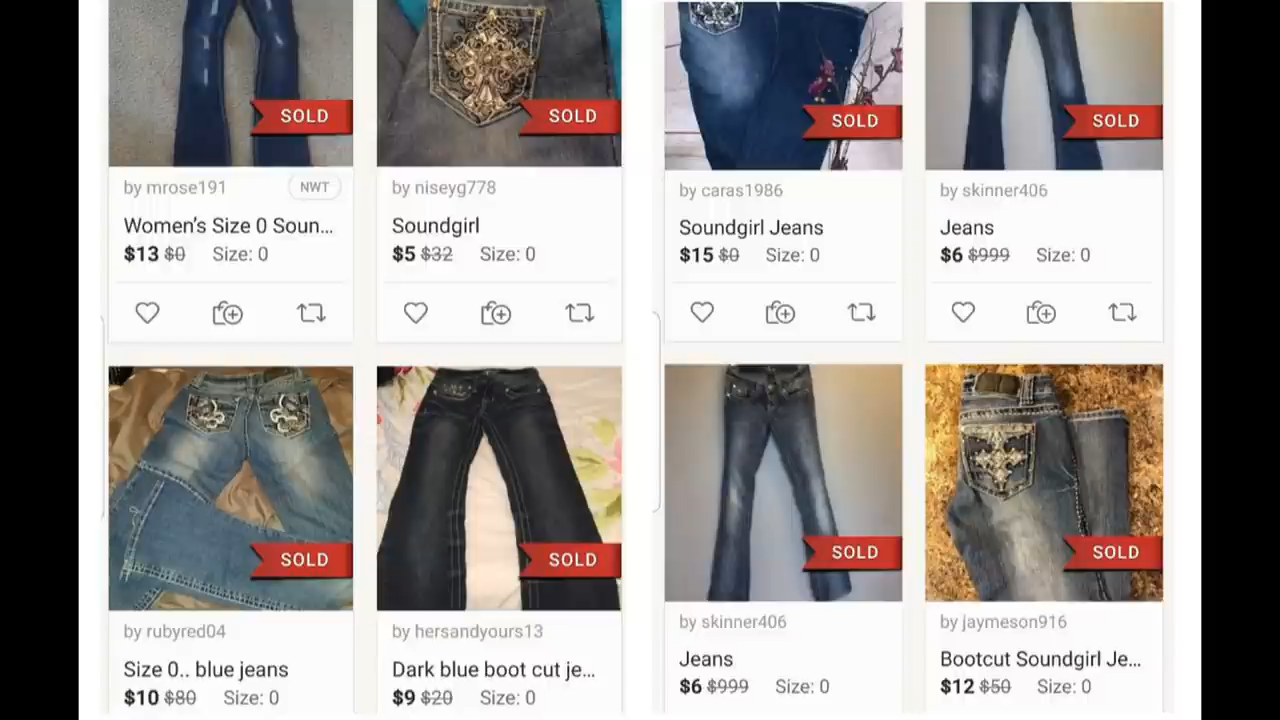 SOLD
SOLD
SOLD
SOLD
by mrose191 NWT
by niseyg778
by caras1986
by skinner406
Women's Size 0 Soun...
Soundgirl
Soundgirl Jeans
Jeans
$13 $0 Size: 0
$5 $32 Size: 0
$15 $0 Size: 0
$6 $999 Size: 0
SOLD
SOLD
SOLD
SOLD
by rubyred04
by hersandyours13
by skinner406
by jaymeson916
Size 0.. blue jeans
Dark blue boot cut je...
Jeans
Bootcut Soundgirl Je...
$10 $80 Size: 0
$9 $20 Size: 0
$6 $999 Size: 0
$12 $50 Size: 0